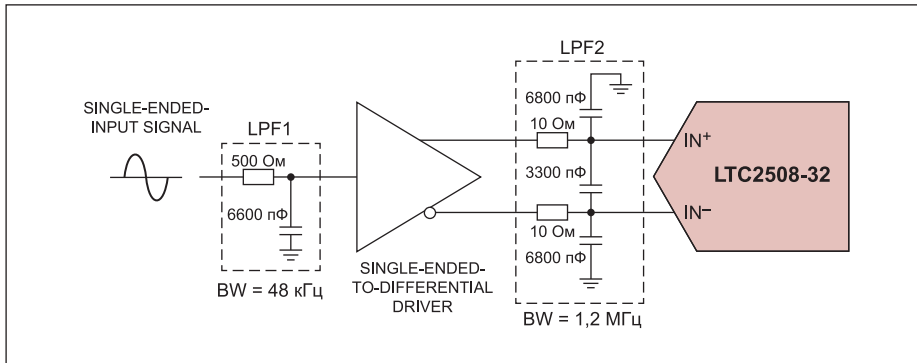 SINGLE-ENDED-
INPUT SIGNAL
LPF1
500 Ом
6600 пФ
BW = 48 кГц
SINGLE-ENDED-
TO-DIFFERENTIAL
DRIVER
LPF2
6800 пФ
10 Ом
3300 пФ
10 Ом
6800 пФ
BW = 1,2 МГц
IN+
LTC2508-32
IN–